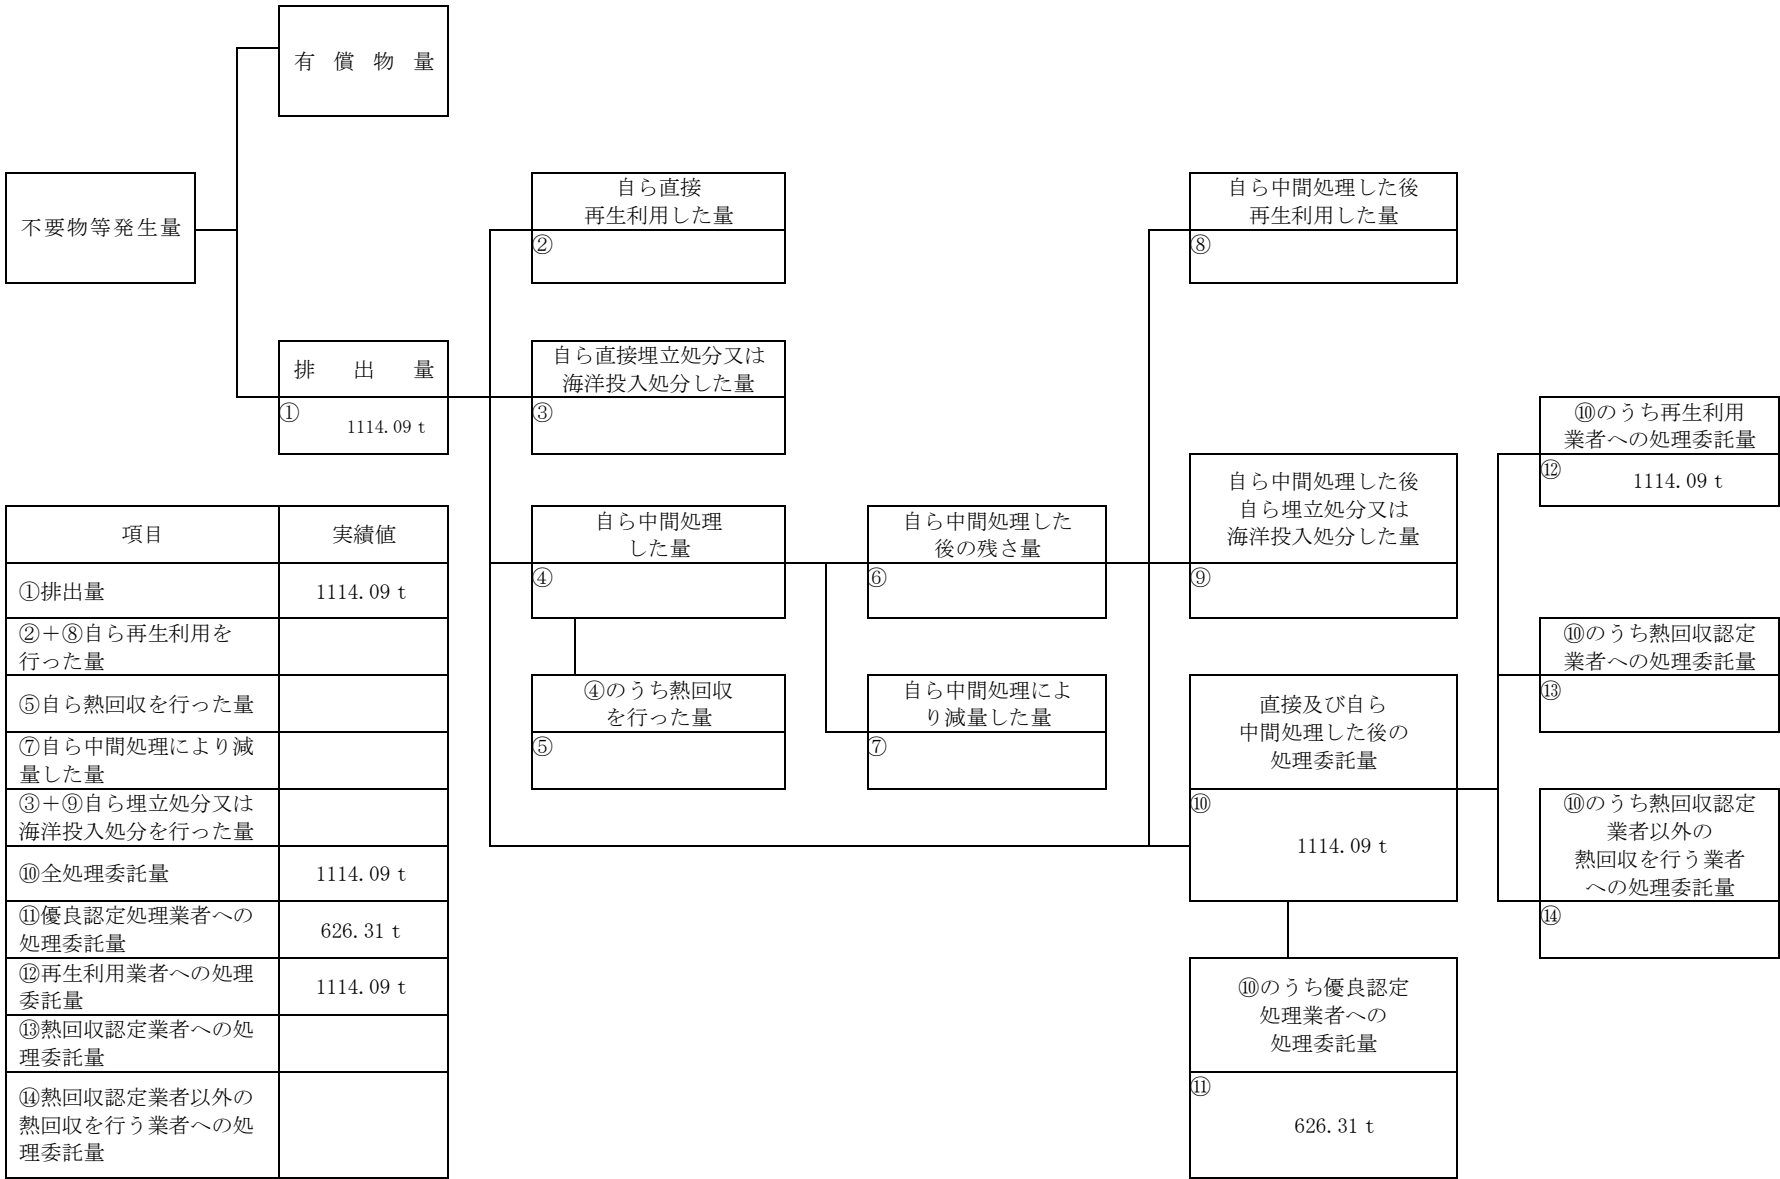 有償物量
不要物等発生量
排出量
①
1114.09 t
自ら直接
再生利用した量
②
自ら直接埋立処分又は
海洋投入処分した量
③
自ら中間処理
した量
④
④のうち熱回収
を行った量
⑤
自ら中間処理した
後の残さ量
⑥
自ら中間処理によ
り減量した量
⑦
自ら中間処理した後
再生利用した量
⑧
自ら中間処理した後
自ら埋立処分又は
海洋投入処分した量
⑨
直接及び自ら
中間処理した後の
処理委託量
⑩
1114.09 t
⑩のうち優良認定
処理業者への
処理委託量
⑪
626.31 t
⑩のうち再生利用
業者への処理委託量
⑫
1114.09 t
⑩のうち熱回収認定
業者への処理委託量
⑬
⑩のうち熱回収認定
業者以外の
熱回収を行う業者
への処理委託量
⑭
項目 実績値
①排出量 1114.09 t
②＋⑧自ら再生利用を
行った量
⑤自ら熱回収を行った量
⑦自ら中間処理により減
量した量
③＋⑨自ら埋立処分又は
海洋投入処分を行った量
⑩全処理委託量 1114.09 t
⑪優良認定処理業者への
処理委託量 626.31 t
⑫再生利用業者への処理
委託量 1114.09 t
⑬熱回収認定業者への処
理委託量
⑭熱回収認定業者以外の
熱回収を行う業者への処
理委託量